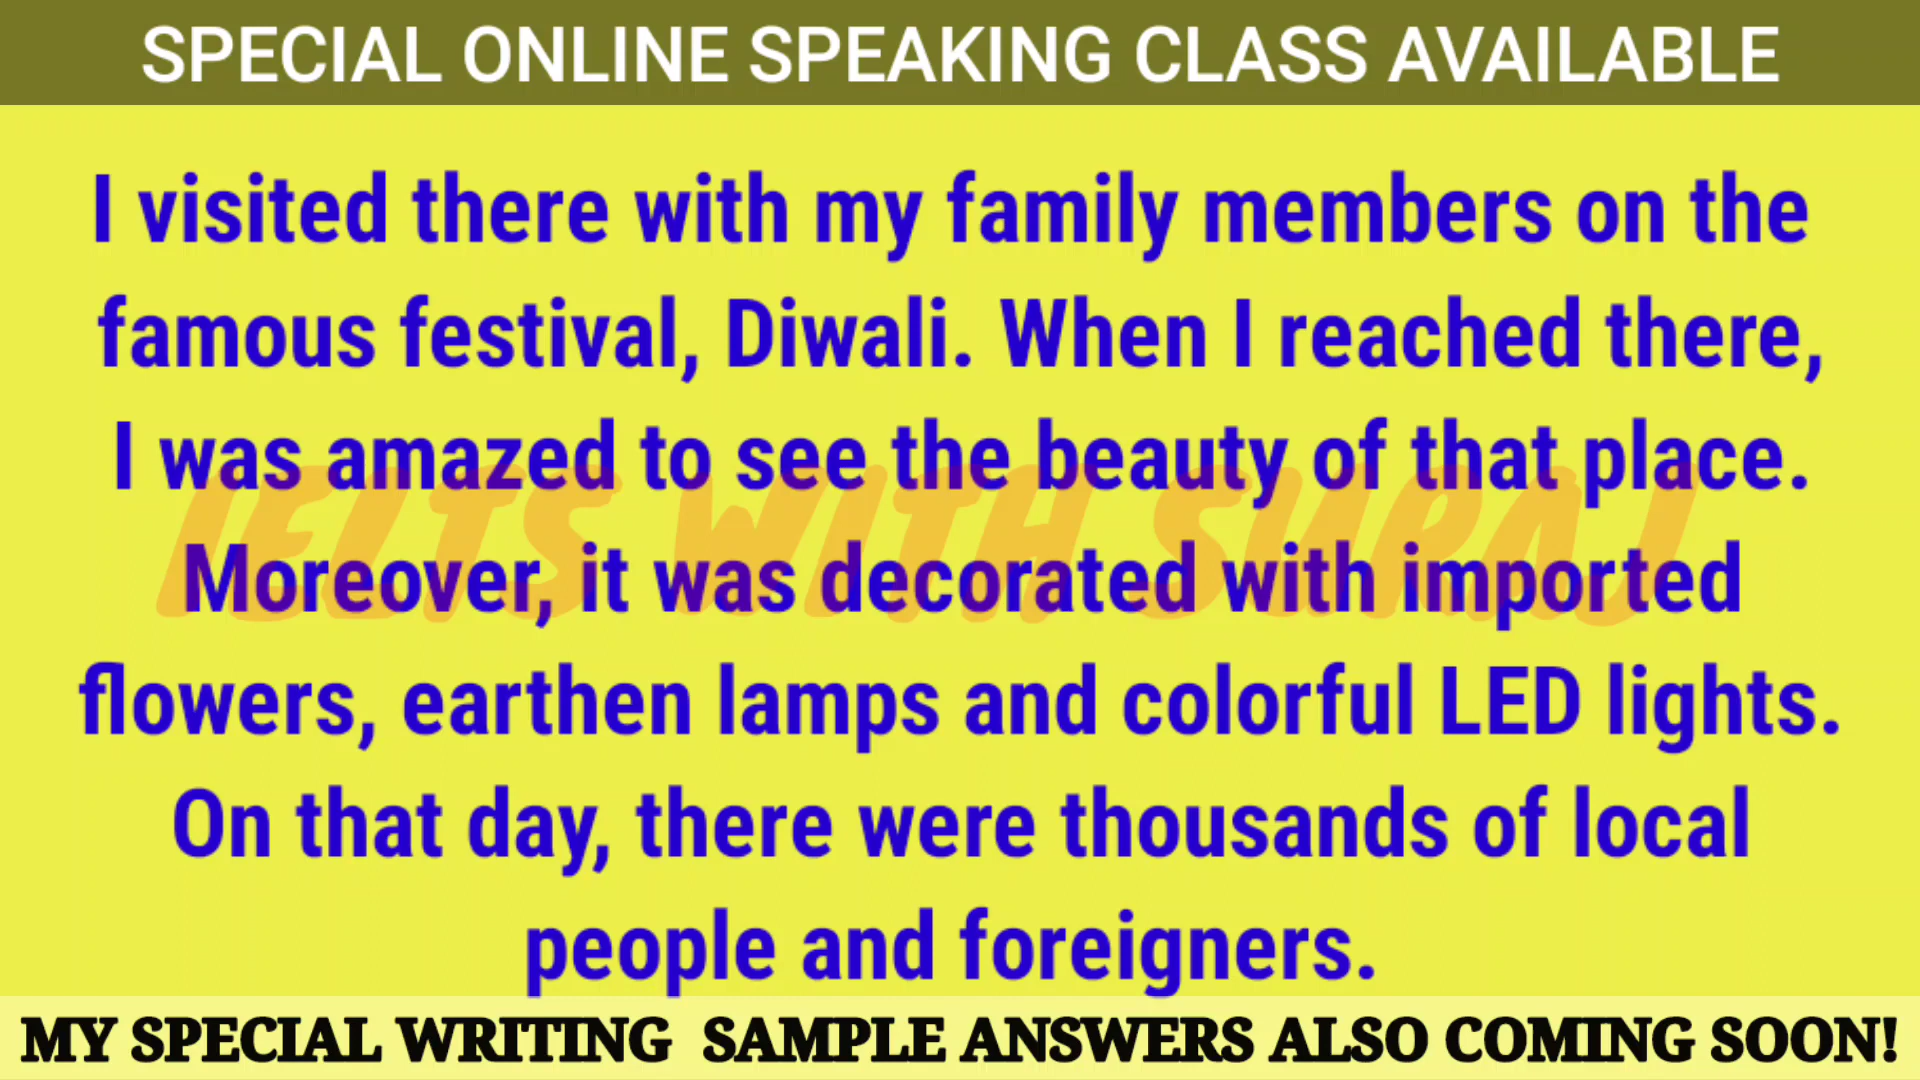 SPECIAL ONLINE SPEAKING CLASS AVAILABLE
I visited there with my family members on the
famous festival, Diwali. When I reached there,
I was amazed to see the beauty of that place.
IELTS WITH SURAJ
Moreover, it was decorated with imported
flowers, earthen lamps and colorful LED lights.
On that day, there were thousands of local
people and foreigners.
MY SPECIAL WRITING SAMPLE ANSWERS ALSO COMING SOON!